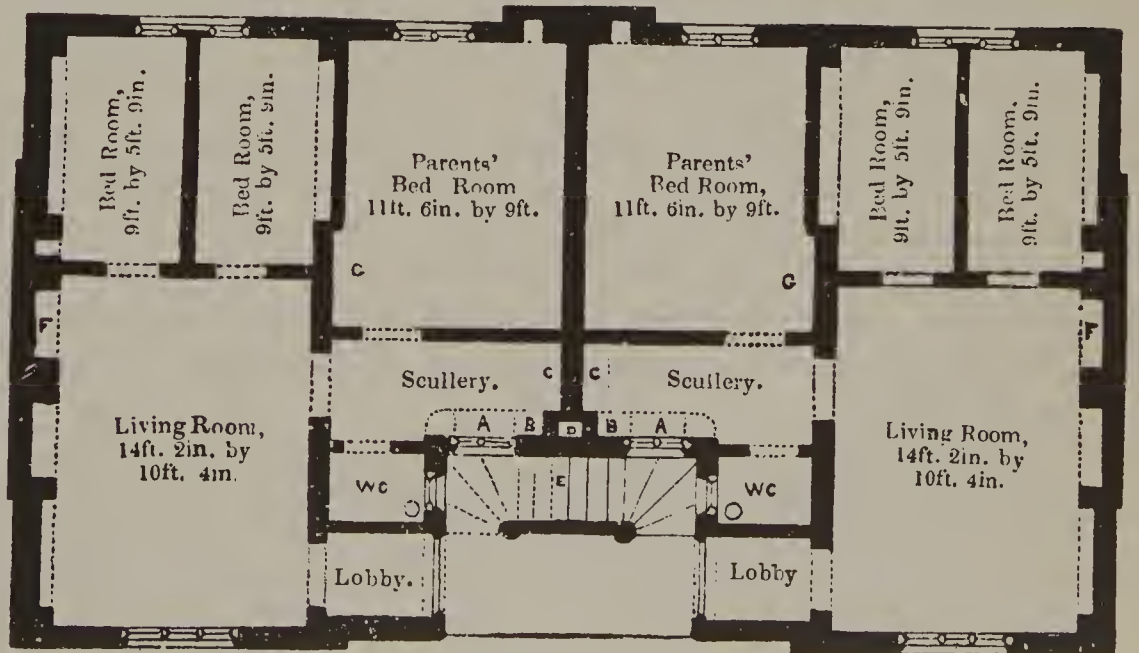 Bed Room,
9ft. by 5ft. 9in.
Bed Room,
9ft. by 5ft. 9in.
Parents'
Bed Room
11ft. 6in. by 9ft.
Parents'
Bed Room,
11ft. 6in. by 9ft.
Bed Room,
9ft. by 5ft. 9in.
Bed Room.
9ft. by 5ft. 9in.
G
G
F
F
Scullery.
C
C
Scullery.
A
B
D
B
A
Living Room,
14ft. 2in. by
10ft. 4in.
Living Room,
14ft. 2in. by
10ft. 4in.
WC
E
WC
Lobby.
Lobby